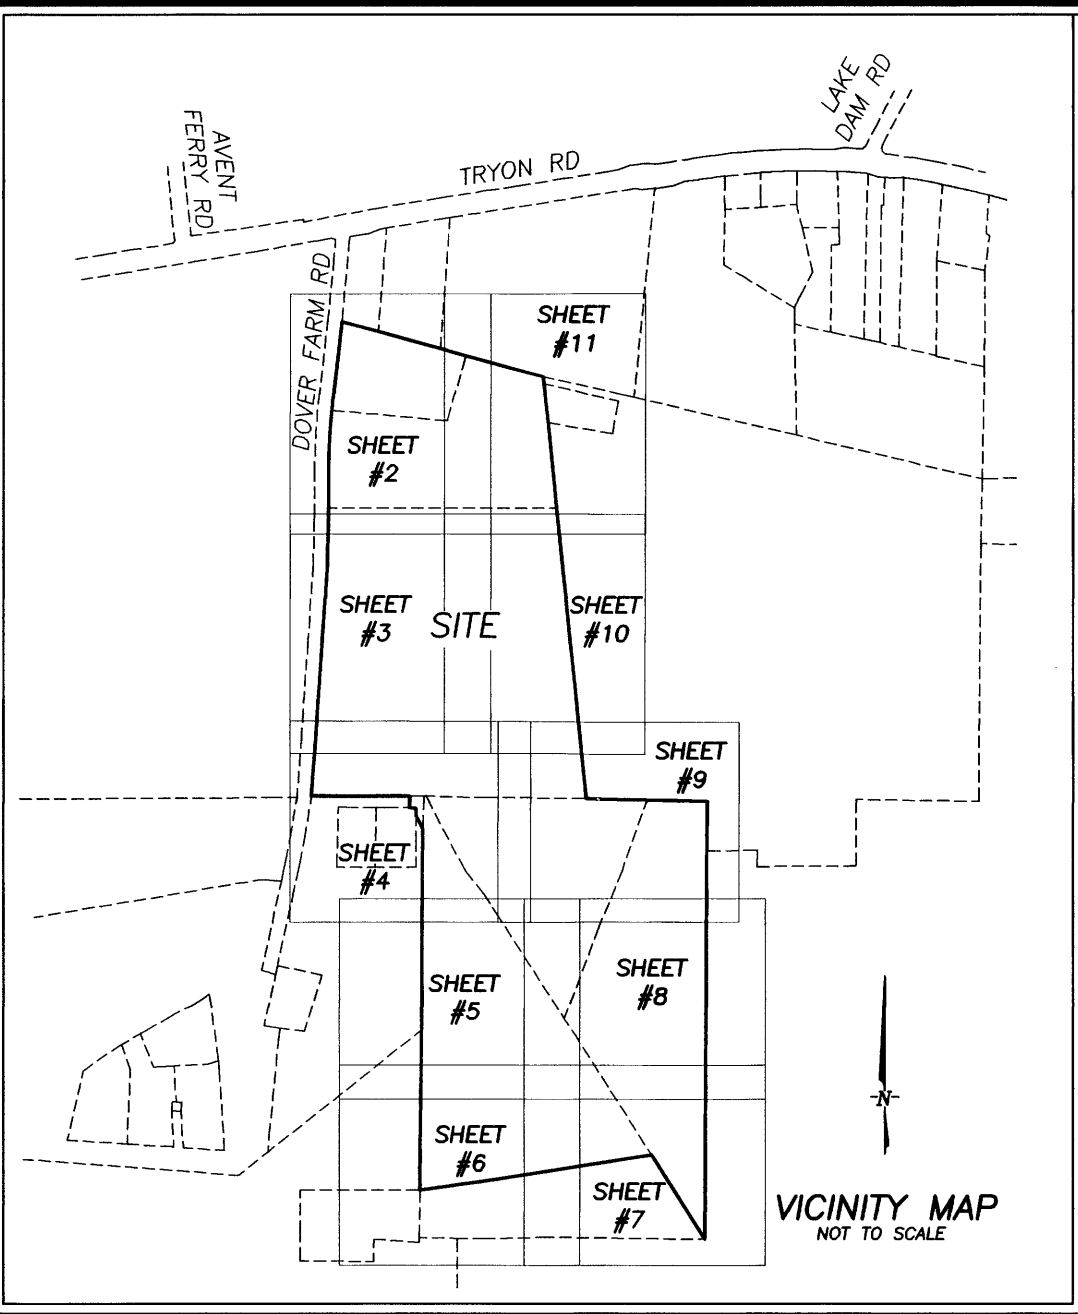 LAKE
DAM RD
AVENT
FERRY RD
TRYON RD
DOVER FARM RD
SHEET
#11
SHEET
#2
SHEET
#3
SITE
SHEET
#10
SHEET
#9
SHEET
#4
SHEET
#5
SHEET
#8
-N-
SHEET
#6
SHEET
#7
VICINITY MAP
NOT TO SCALE